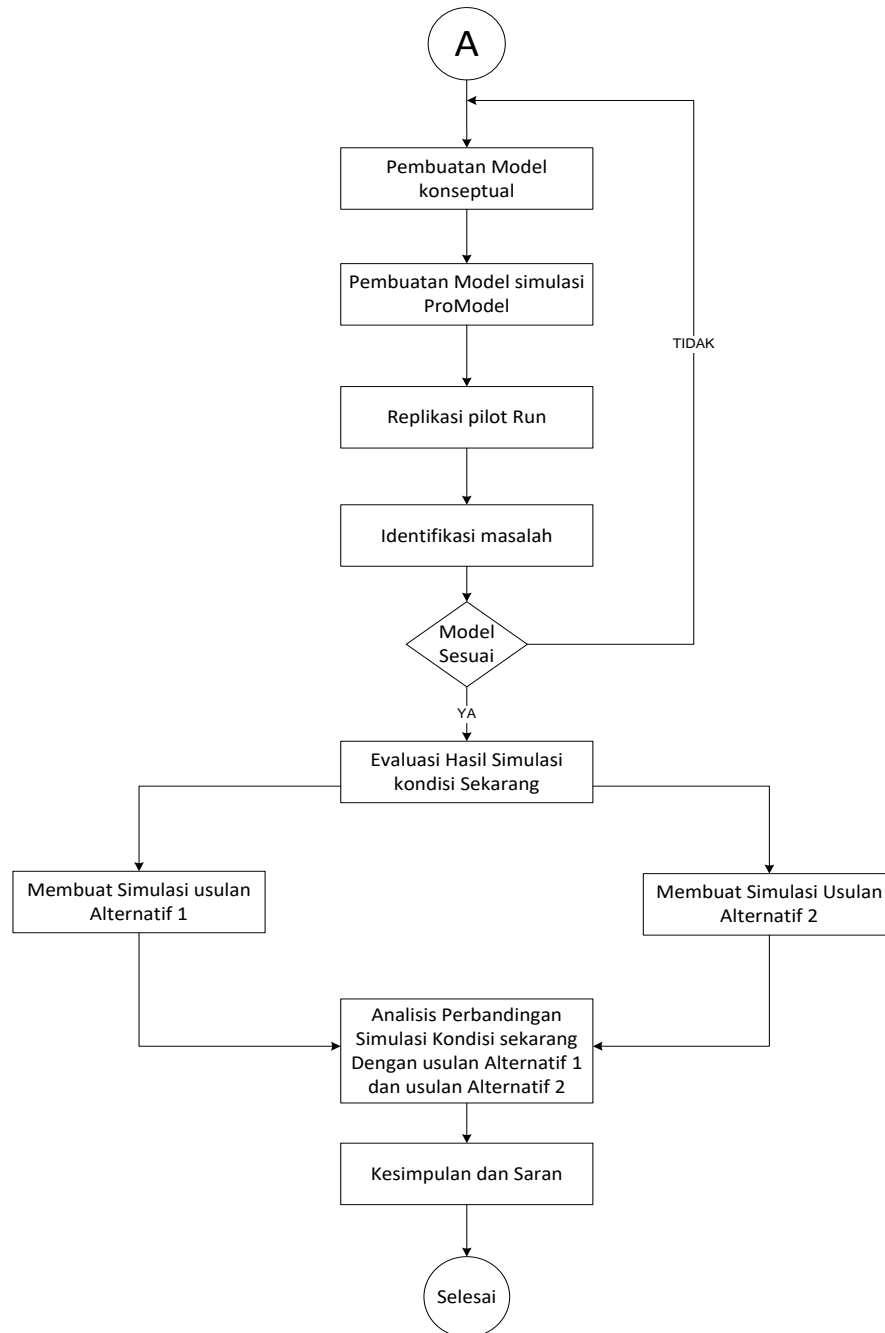 A
Pembuatan Model
konseptual
Pembuatan Model simulasi
ProModel
TIDAK
Replikasi pilot Run
Identifikasi masalah
Model
Sesuai
YA
Evaluasi Hasil Simulasi
kondisi Sekarang
Membuat Simulasi usulan
Alternatif 1
Membuat Simulasi Usulan
Alternatif 2
Analisis Perbandingan
Simulasi Kondisi sekarang
Dengan usulan Alternatif 1
dan usulan Alternatif 2
Kesimpulan dan Saran
Selesai